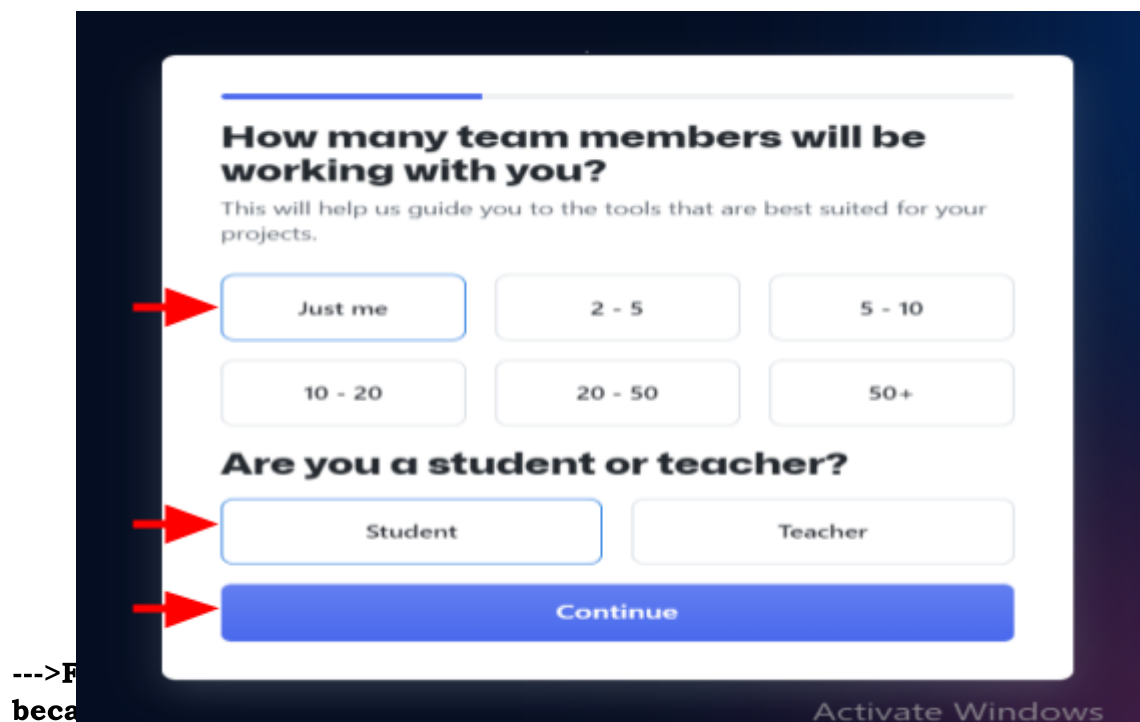 How many team members will be
working with you?
This will help us guide you to the tools that are best suited for your
projects.
Just me
2 - 5
5 - 10
10 - 20
20 - 50
50+
Are you a student or teacher?
Student
Teacher
Continue
--->
Activate Windows